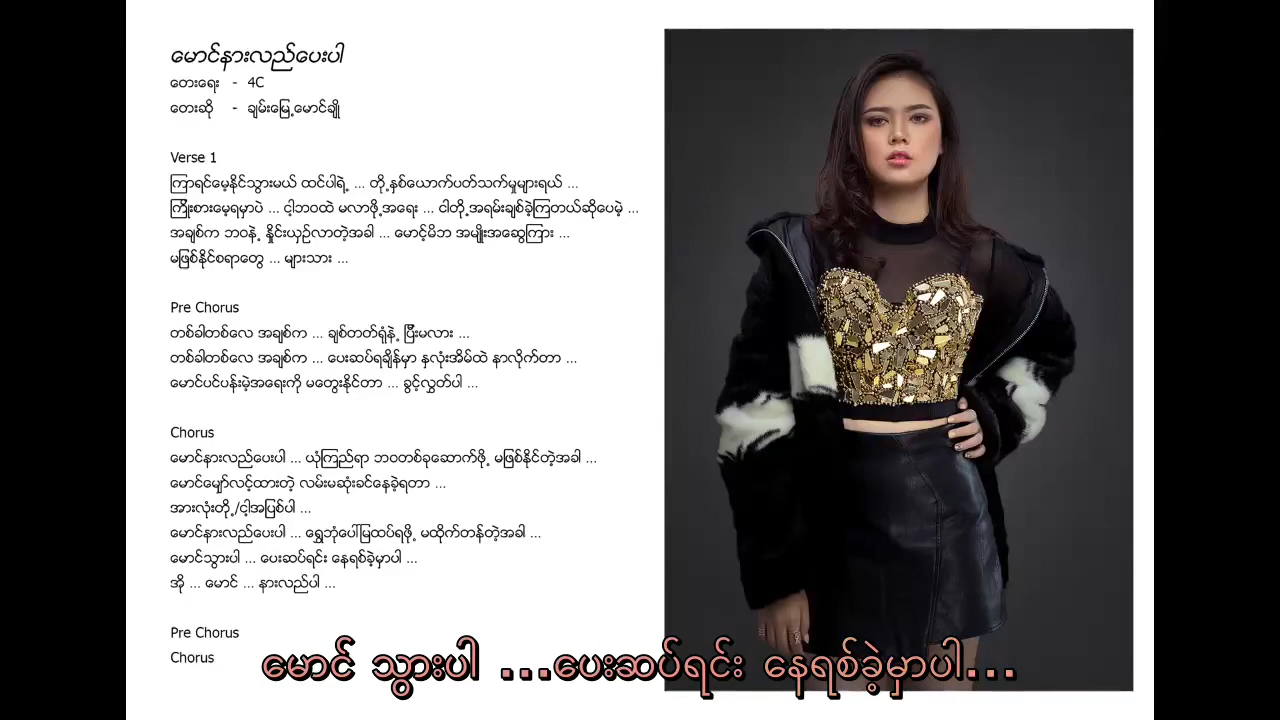 မောင်နားလည်ပေးပါ
တေးရေး - 4C
တေးဆို - ချမ်းမြေ့မောင်ချို
Verse 1
ကြာရင်မေ့နိုင်သွားမယ် ထင်ပါရဲ့ ... တို့နှစ်ယောက်ပတ်သက်မှုများရယ် ...
ကြိုးစားမေ့ရမှာပဲ ... ငါ့ဘဝထဲ မလာဖို့အရေး ... ငါတို့အရမ်းချစ်ခဲ့ကြတယ်ဆိုပေမဲ့ ...
အချစ်က ဘဝနဲ့ နှိုင်းယှဉ်လာတဲ့အခါ ... မောင့်မိဘ အမျိုးအဆွေကြား ...
မဖြစ်နိုင်စရာတွေ ... များသား ...
Pre Chorus
တစ်ခါတစ်လေ အချစ်က ... ချစ်တတ်ရုံနဲ့ ပြီးမလား ...
တစ်ခါတစ်လေ အချစ်က ... ပေးဆပ်ရချိန်မှာ နှလုံးအိမ်ထဲ နာလိုက်တာ ...
မောင်ပင်ပန်းမဲ့အရေးကို မတွေးနိုင်တာ ... ခွင့်လွှတ်ပါ ...
Chorus
မောင်နားလည်ပေးပါ ... ယုံကြည်ရာ ဘဝတစ်ခုဆောက်ဖို့ မဖြစ်နိုင်တဲ့အခါ ...
မောင်မျှော်လင့်ထားတဲ့ လမ်းမဆုံးခင်နေခဲ့ရတာ ...
အားလုံးတို့/ငါ့အပြစ်ပါ ...
မောင်နားလည်ပေးပါ ... ရွှေဘုံပေါ်မြထပ်ရဖို့ မထိုက်တန်တဲ့အခါ ...
မောင်သွားပါ ... ပေးဆပ်ရင်း နေရစ်ခဲ့မှာပါ ...
အို ... မောင် ... နားလည်ပါ ...
Pre Chorus
Chorus
မောင် သွားပါ ...ပေးဆပ်ရင်း နေရစ်ခဲ့မှာပါ...